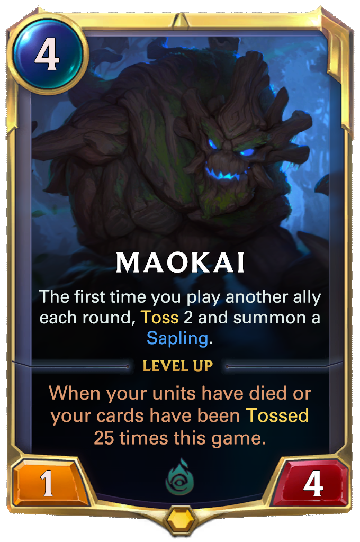 4
MAOKAI
The first time you play another ally
each round, Toss 2 and summon a
Sapling.
LEVEL UP
When your units have died or
your cards have been Tossed
25 times this game.
1
4